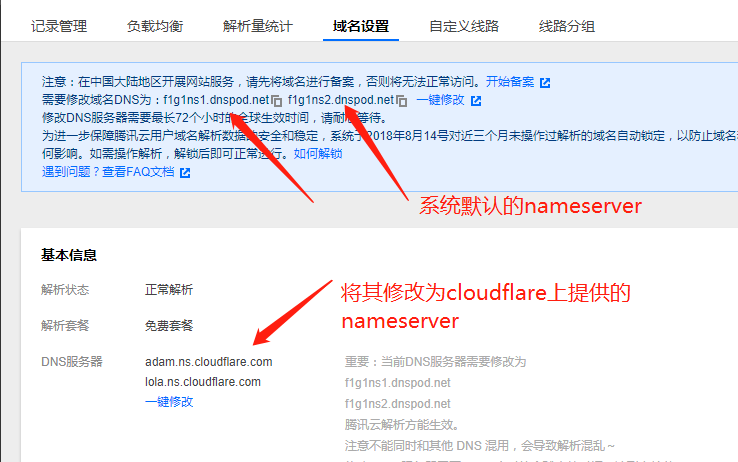 记录管理 负载均衡 解析量统计 域名设置 自定义线路 线路分组
注意：在中国大陆地区开展网站服务，请先将域名进行备案，否则将无法正常访问。开始备案
需要修改域名DNS为：f1g1ns1.dnspod.net f1g1ns2.dnspod.net 一键修改
修改DNS服务器需要最长72个小时的全球生效时间，请耐心等待。
为进一步保障腾讯云用户域名解析数据的安全和稳定，系统于2018年8月14号对近三个月未操作过解析的域名自动锁定，以防止域名
何影响。如需操作解析，解锁后即可正常进行。如何解锁
遇到问题？查看FAQ文档
系统默认的nameserver
基本信息
解析状态 正常解析
将其修改为cloudflare上提供的
nameserver
解析套餐 免费套餐
DNS服务器 adam.ns.cloudflare.com 重要：当前DNS服务器需要修改为
lola.ns.cloudflare.com f1g1ns1.dnspod.net
一键修改 f1g1ns2.dnspod.net
腾讯云解析方能生效。
注意不能同时和其他 DNS 混用，会导致解析混乱～